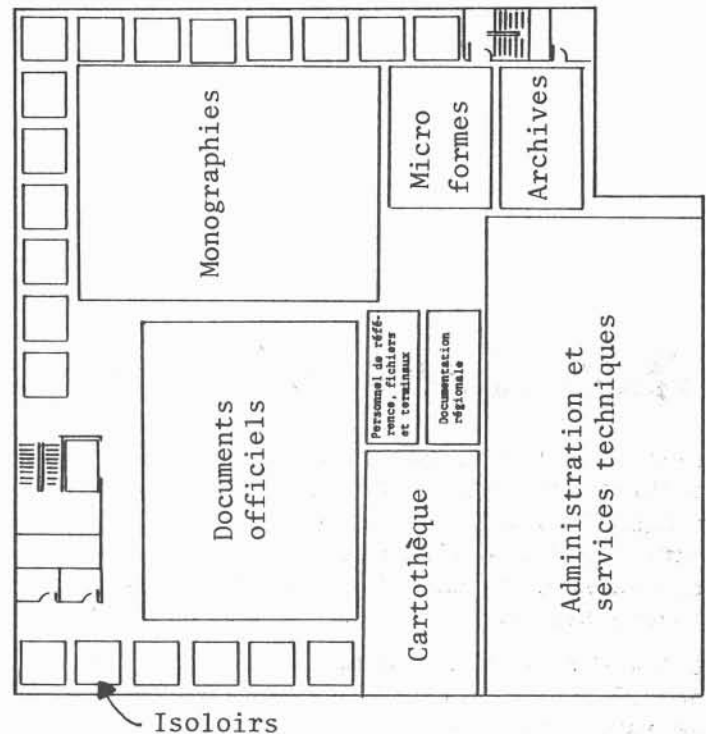 Monographies
Micro
formes
Archives
Documents
officiels
Personnel de réfé-
rence, fichiers
et terminaux
Documentation
régionale
Cartothèque
Administration et
services techniques
Isoloirs